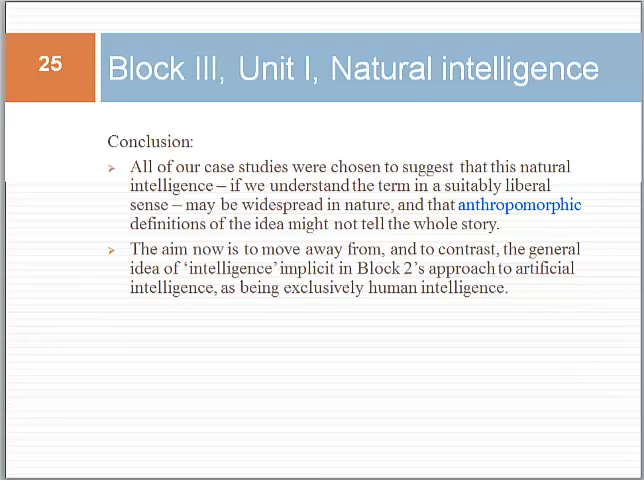 25
Block III, Unit I, Natural intelligence
Conclusion:
All of our case studies were chosen to suggest that this natural
intelligence – if we understand the term in a suitably liberal
sense – may be widespread in nature, and that anthropomorphic
definitions of the idea might not tell the whole story.
The aim now is to move away from, and to contrast, the general
idea of ‘intelligence’ implicit in Block 2’s approach to artificial
intelligence, as being exclusively human intelligence.